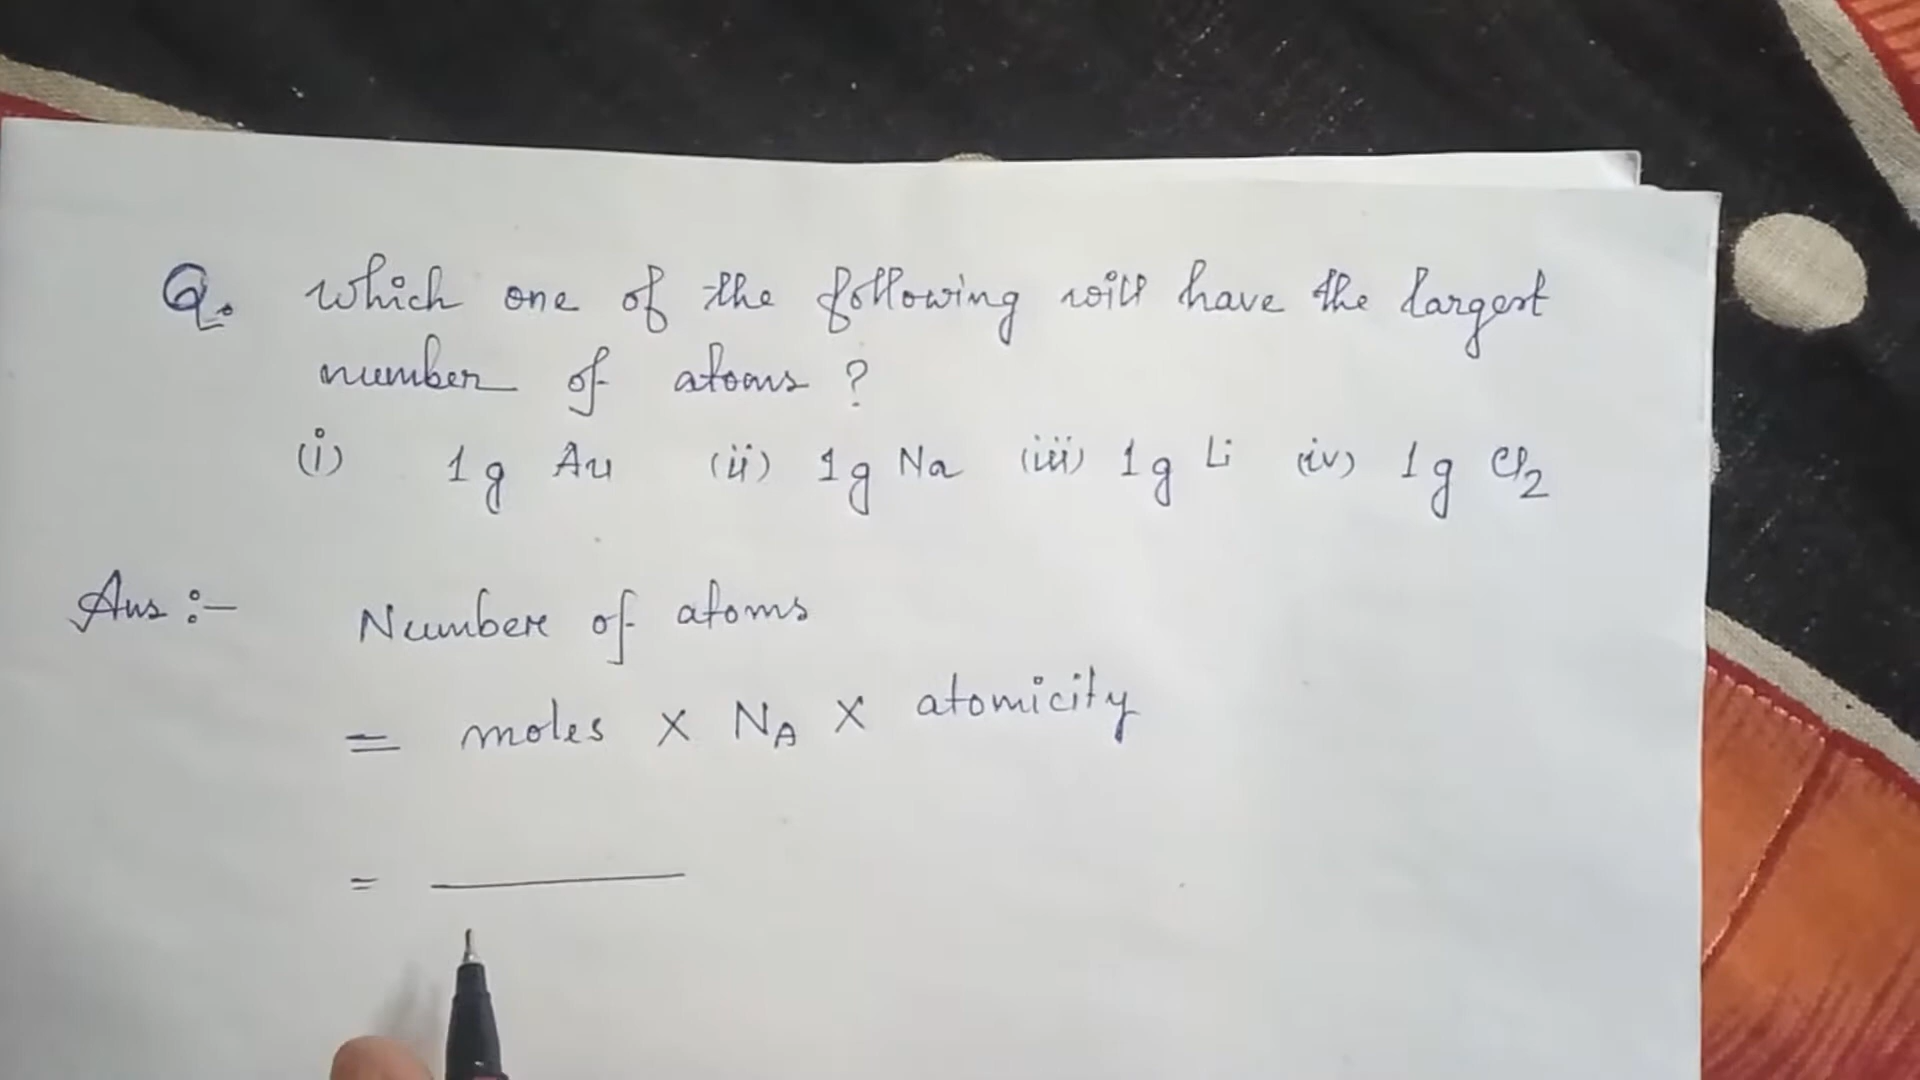 Q. which one of the following will have the largest
number of atoms ?
(i) 1g Au (ii) 1g Na (iii) 1g Li (iv) 1g Cl₂
Ans :- Number of atoms
= moles × N_A × atomicity
=